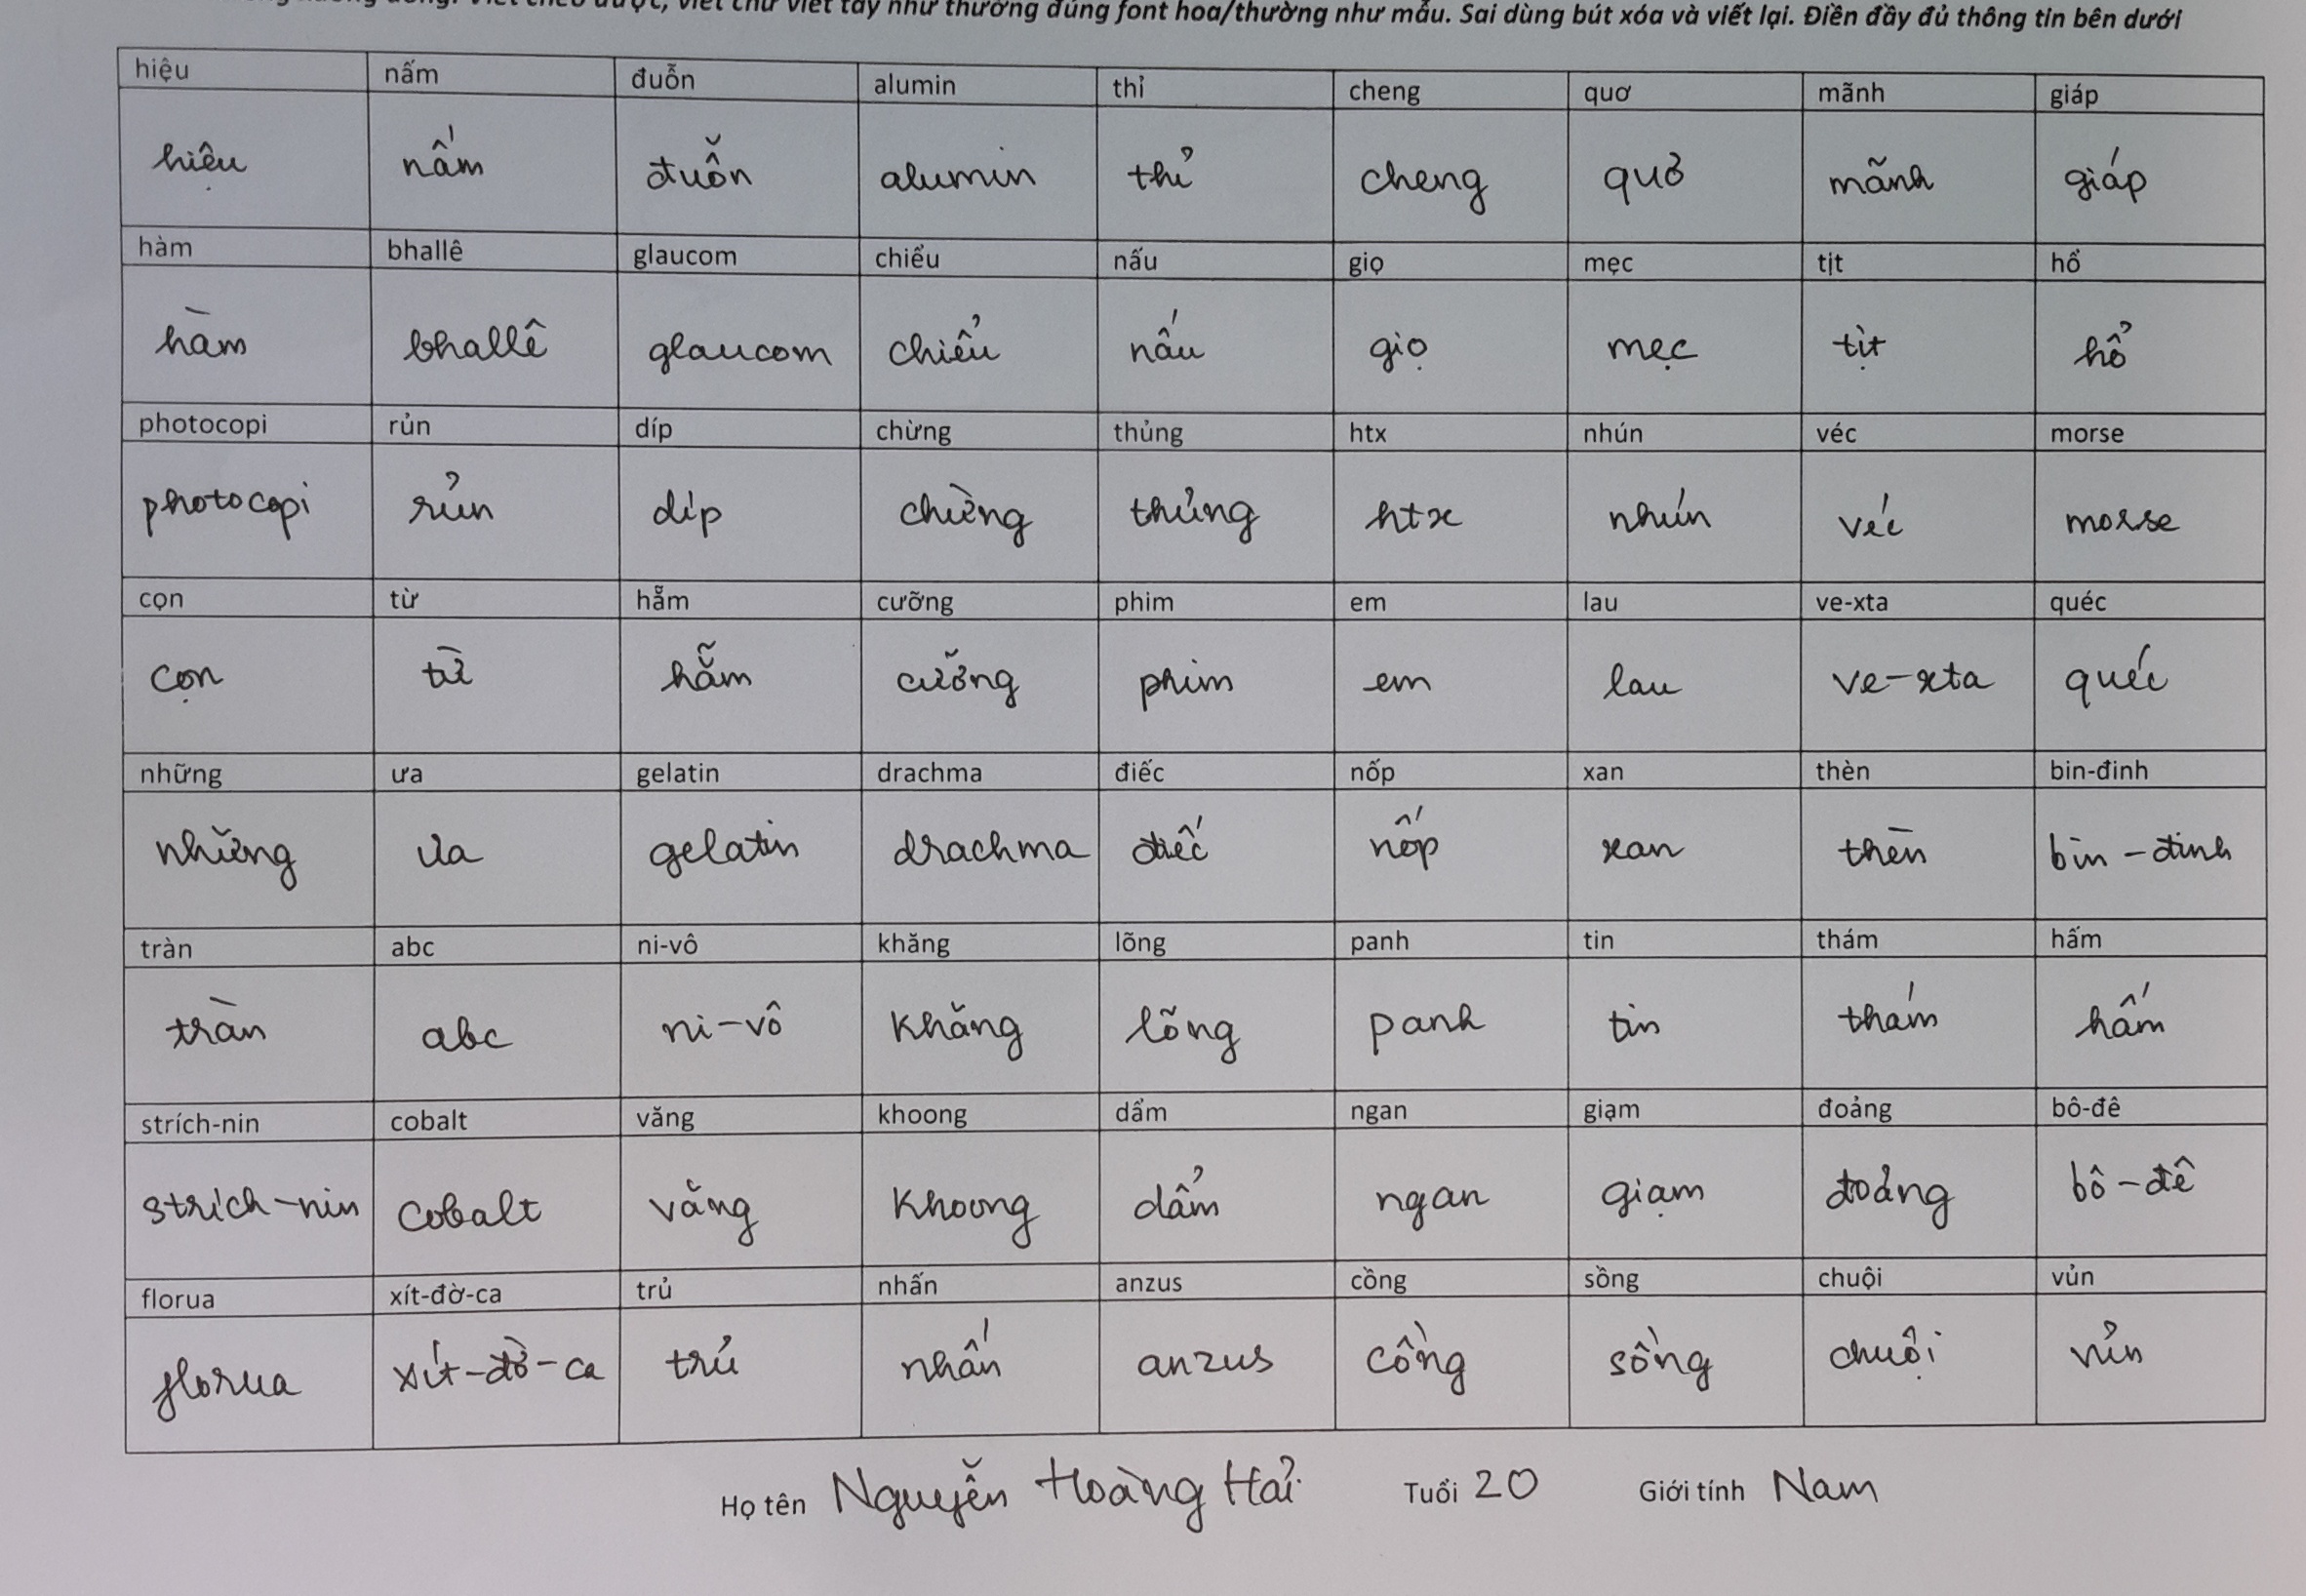 viết chữ viết tay như thường đúng font hoa/thường như mẫu. Sai dùng bút xóa và viết lại. Điền đầy đủ thông tin bên dưới
hiệu nấm đuỗn alumin thỉ cheng quơ mãnh giáp
hiệu nấm đuỗn alumin thỉ cheng quơ mãnh giáp
hàm bhallê glaucom chiểu nấu giọ mẹc tịt hổ
hàm bhallê glaucom chiểu nấu giọ mẹc tịt hổ
photocopi rủn díp chừng thủng htx nhún véc morse
photocopi rủn díp chừng thủng htx nhún véc morse
cọn từ hẵm cưỡng phim em lau ve-xta quéc
cọn từ hẵm cưỡng phim em lau ve-xta quéc
những ưa gelatin drachma điếc nốp xan thèn bin-đinh
những ưa gelatin drachma điếc nốp xan thèn bin-đinh
tràn abc ni-vô khăng lõng panh tin thám hấm
tràn abc ni-vô khăng lõng panh tin thám hấm
strích-nin cobalt văng khoong dẩm ngan giạm đoảng bô-đê
strích-nin cobalt văng khoong dẩm ngan giạm đoảng bô-đê
florua xít-đờ-ca trủ nhấn anzus cồng sồng chuội vủn
florua xít-đờ-ca trủ nhấn anzus cồng sồng chuội vủn
Họ tên Nguyễn Hoàng Hải Tuổi 20 Giới tính Nam